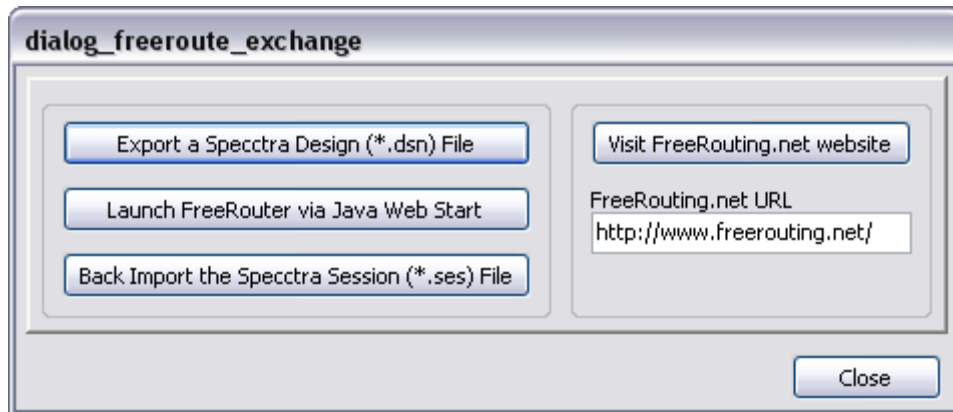 dialog_freeroute_exchange
Export a Specctra Design (*.dsn) File
Launch FreeRouter via Java Web Start
Back Import the Specctra Session (*.ses) File
Visit FreeRouting.net website
FreeRouting.net URL
http://www.freerouting.net/
Close